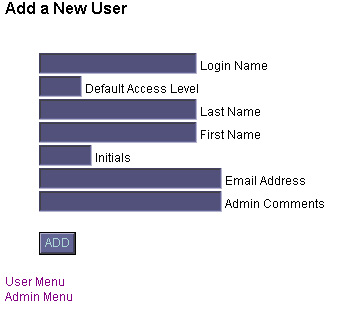 Add a New User
Login Name
Default Access Level
Last Name
First Name
Initials
Email Address
Admin Comments
ADD
User Menu
Admin Menu